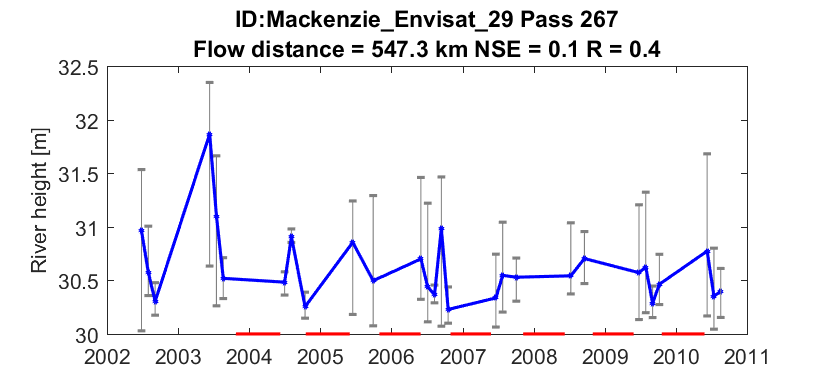 ID:Mackenzie_Envisat_29 Pass 267
Flow distance = 547.3 km NSE = 0.1 R = 0.4
River height [m]
32.5
32
31.5
31
30.5
30
2002 2003 2004 2005 2006 2007 2008 2009 2010 2011